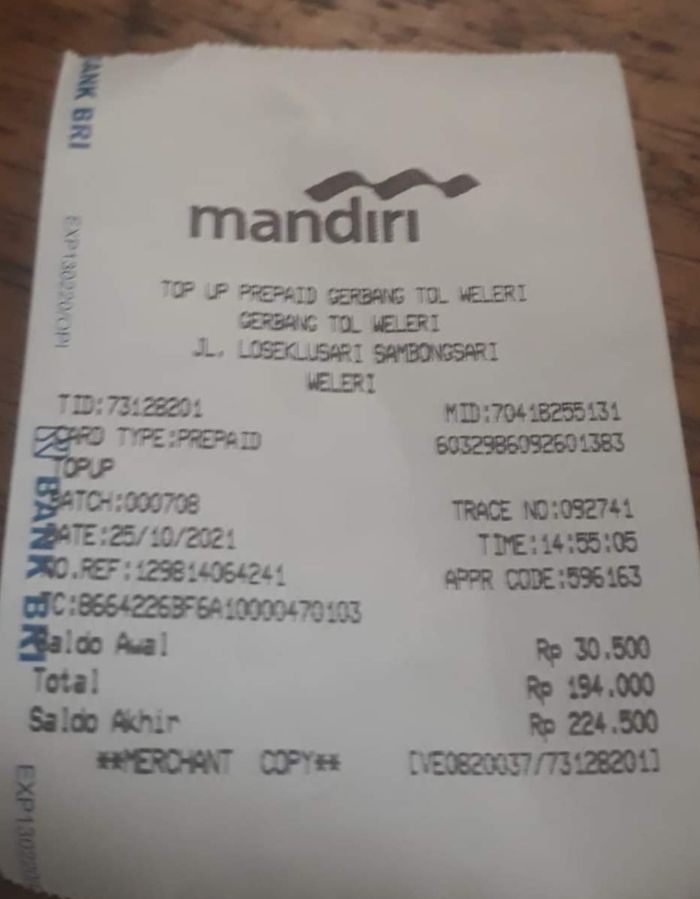 BANK BRI
EXP130220/OPI
mandiri
TOP UP PREPAID GERBANG TOL WELERI
GERBANG TOL WELERI
JL. LOSEKLUSARI SAMBONGSARI
WELERI
TID:73128201 MID:70418255131
CARD TYPE:PREPAID 6032986092601383
TOPUP
BATCH:000708 TRACE NO:092741
DATE:25/10/2021 TIME:14:55:05
NO.REF:129814064241 APPR CODE:596163
TC:8664226BF6A10000470103
BANK BRI
Saldo Awal Rp 30.500
Total Rp 194.000
Saldo Akhir Rp 224.500
**MERCHANT COPY** [VE0820037/73128201]